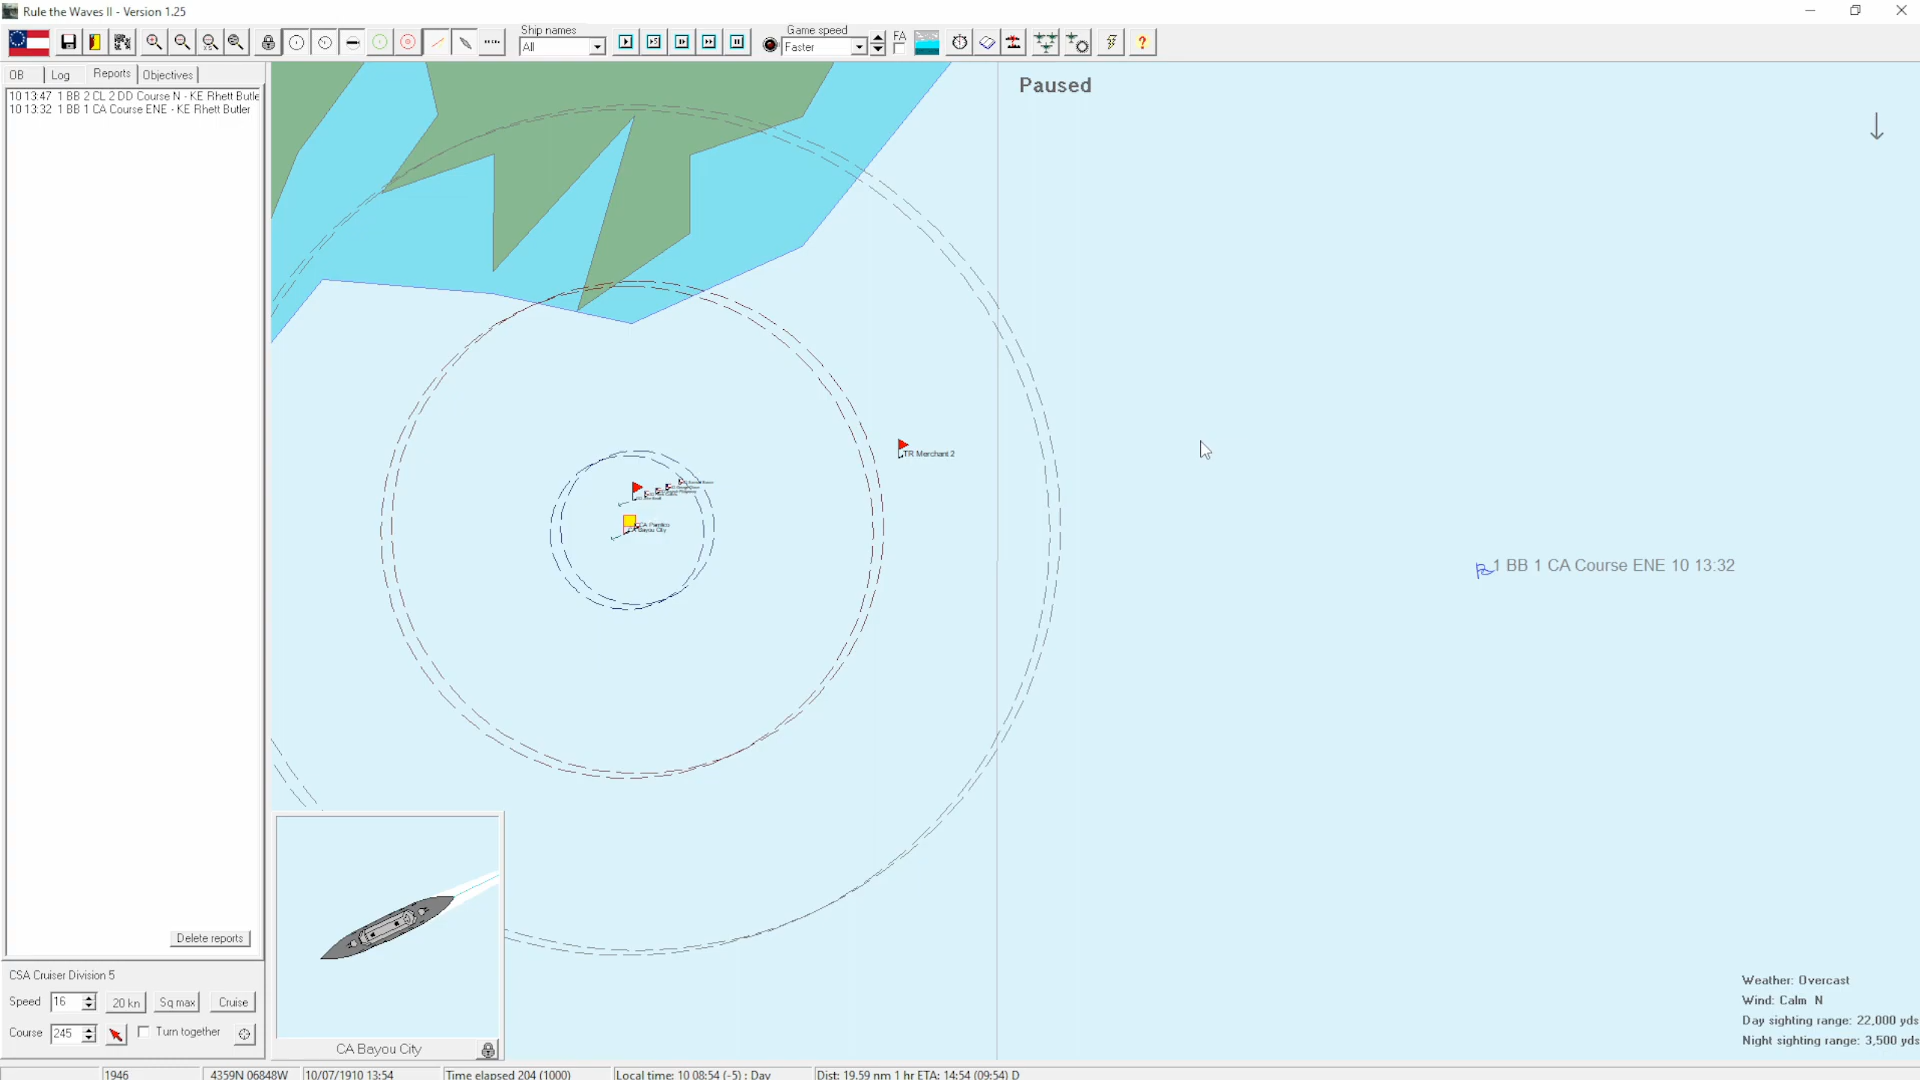 Rule the Waves II - Version 1.25
Ship names
All
Game speed
Faster
FA
OB
Log
Reports
Objectives
10 13:47 1 BB 2 CL 2 DD Course N - KE Rhett Butle
10 13:32 1 BB 1 CA Course ENE - KE Rhett Butler
Paused
TR Merchant 2
CA Bayou City
1 BB 1 CA Course ENE 10 13:32
Delete reports
CSA Cruiser Division 5
Speed 16 20 kn Sq max Cruise
Course 245 Turn together
CA Bayou City
Weather: Overcast
Wind: Calm N
Day sighting range: 22,000 yds
Night sighting range: 3,500 yds
1946 4359N 06848W 10/07/1910 13:54 Time elapsed 204 (1000) Local time: 10 08:54 (-5) : Day Dist: 19.59 nm 1 hr ETA: 14:54 (09:54) D